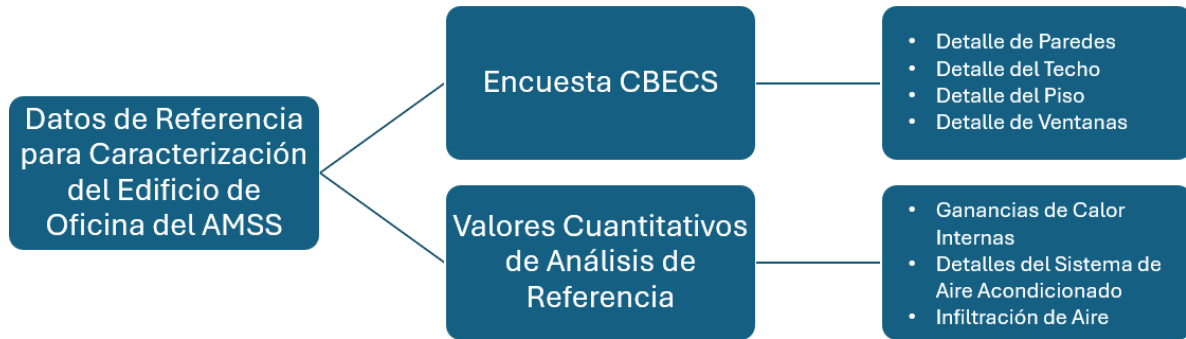 Datos de Referencia
para Caracterización
del Edificio de
Oficina del AMSS
Encuesta CBECS
• Detalle de Paredes
• Detalle del Techo
• Detalle del Piso
• Detalle de Ventanas
Valores Cuantitativos
de Análisis de
Referencia
• Ganancias de Calor
Internas
• Detalles del Sistema de
Aire Acondicionado
• Infiltración de Aire